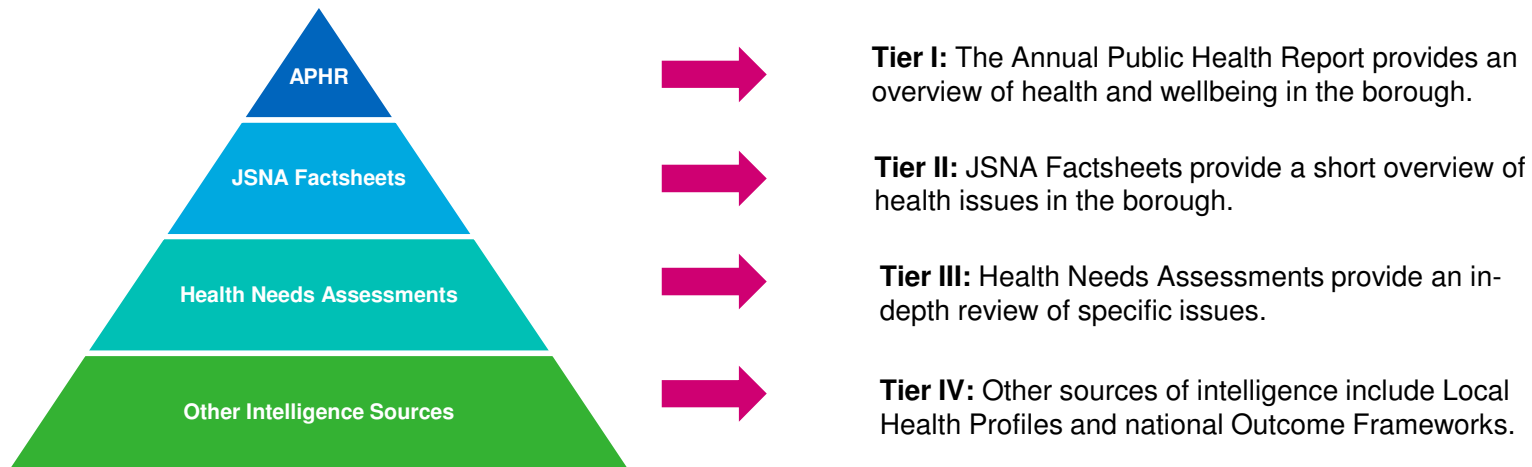 APHR
Tier I: The Annual Public Health Report provides an
overview of health and wellbeing in the borough.
JSNA Factsheets
Tier II: JSNA Factsheets provide a short overview of
health issues in the borough.
Health Needs Assessments
Tier III: Health Needs Assessments provide an in-
depth review of specific issues.
Other Intelligence Sources
Tier IV: Other sources of intelligence include Local
Health Profiles and national Outcome Frameworks.